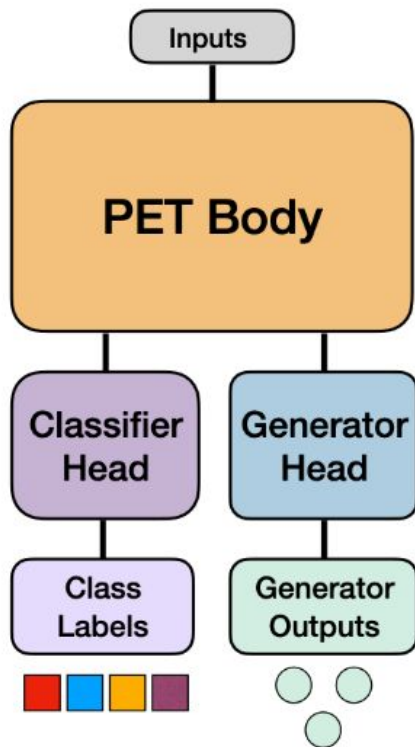 Inputs
PET Body
Classifier
Head
Generator
Head
Class
Labels
Generator
Outputs